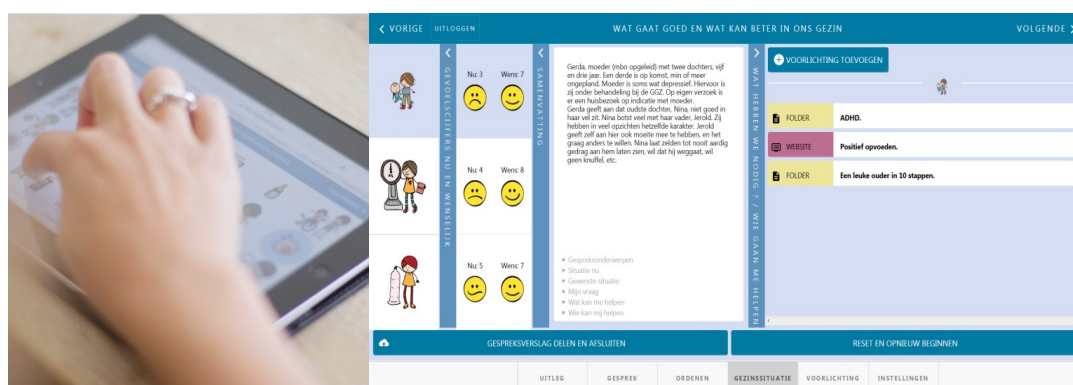 VORIGE
UITLOGGEN
WAT GAAT GOED EN WAT KAN BETER IN ONS GEZIN
VOLGENDE
GEVOELSCIJFERS NU EN WENSELIJK
Nu: 3 Wens: 7
Nu: 4 Wens: 8
Nu: 5 Wens: 7
SAMENVATTING
Gerda, moeder (mbo opgeleid) met twee dochters, vijf
en drie jaar. Een derde is op komst, min of meer
ongepland. Moeder is soms wat depressief. Hiervoor is
zij onder behandeling bij de GGZ. Op eigen verzoek is
er een huisbezoek op indicatie met moeder.
Gerda geeft aan dat oudste dochter, Nina, niet goed in
haar vel zit. Nina botst veel met haar vader, Jerold. Zij
hebben in veel opzichten hetzelfde karakter. Jerold
geeft zelf aan hier ook moeite mee te hebben, en het
graag anders te willen. Nina laat zelden tot nooit aardig
gedrag aan hem laten zien, wil dat hij weggaat, wil
geen knuffel, etc.
Gespreksonderwerpen
Situatie nu
Gewenste situatie
Mijn vraag
Wat kan me helpen
Wie kan mij helpen
WAT HEBBEN WE NODIG ? / WIE GAAN ME HELPEN
VOORLICHTING TOEVOEGEN
FOLDER ADHD.
WEBSITE Positief opvoeden.
FOLDER Een leuke ouder in 10 stappen.
GESPREKSVERSLAG DELEN EN AFSLUITEN
RESET EN OPNIEUW BEGINNEN
UITLEG GESPREK ORDENEN GEZINSSITUATIE VOORLICHTING INSTELLINGEN